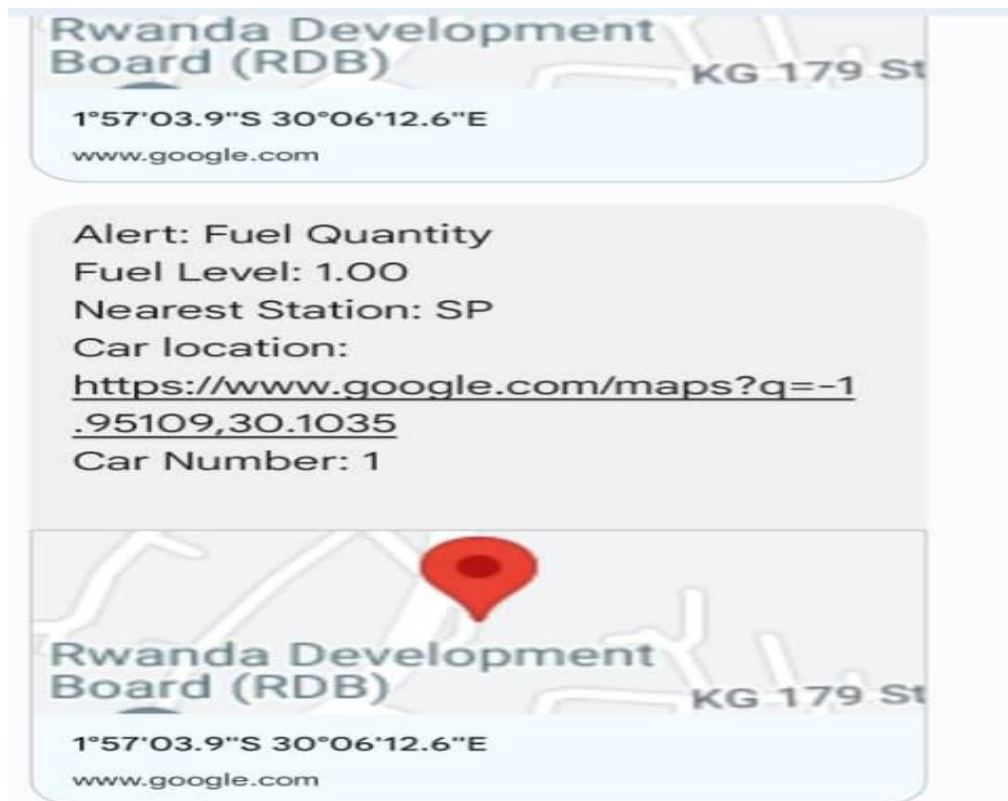 Rwanda Development
Board (RDB)
KG 179 St
1°57'03.9"S 30°06'12.6"E
www.google.com
Alert: Fuel Quantity
Fuel Level: 1.00
Nearest Station: SP
Car location:
https://www.google.com/maps?q=-1
.95109,30.1035
Car Number: 1
Rwanda Development
Board (RDB)
KG 179 St
1°57'03.9"S 30°06'12.6"E
www.google.com